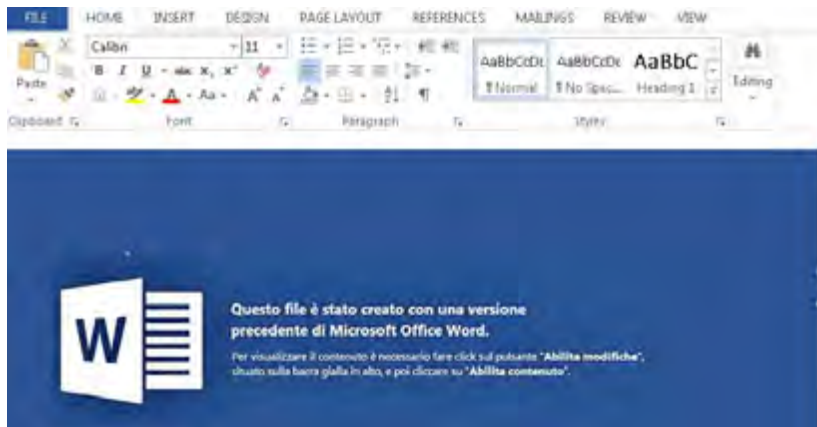 FILE HOME INSERT DESIGN PAGE LAYOUT REFERENCES MAILINGS REVIEW VIEW
Calibri 11
B I U abc X, X' AaBbCcDc AaBbCcDc AaBbC
Paste A Aa A A ¶ Normal ¶ No Spac... Heading 1 Editing
Clipboard Font Paragraph Styles
W
Questo file è stato creato con una versione
precedente di Microsoft Office Word.
Per visualizzare il contenuto è necessario fare click sul pulsante "Abilita modifiche",
situato sulla barra gialla in alto, e poi cliccare su "Abilita contenuto".